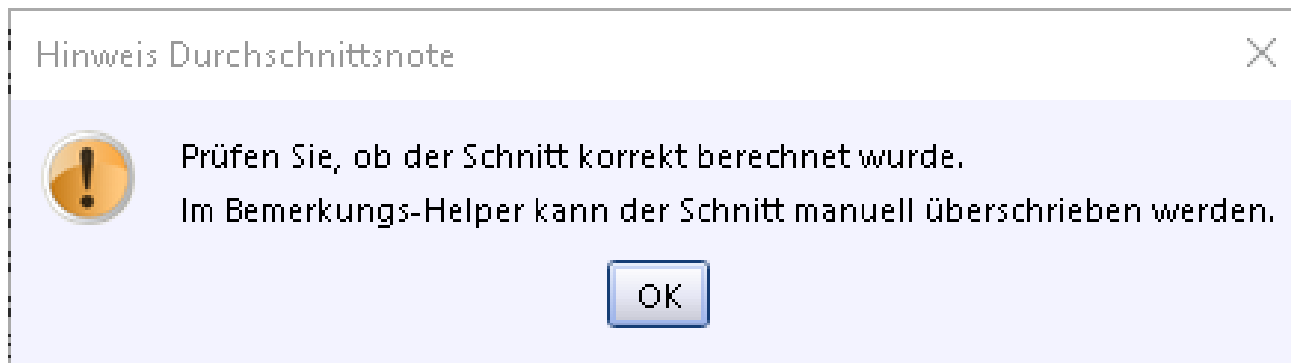 Hinweis Durchschnittsnote
Prüfen Sie, ob der Schnitt korrekt berechnet wurde.
Im Bemerkungs-Helper kann der Schnitt manuell überschrieben werden.
OK